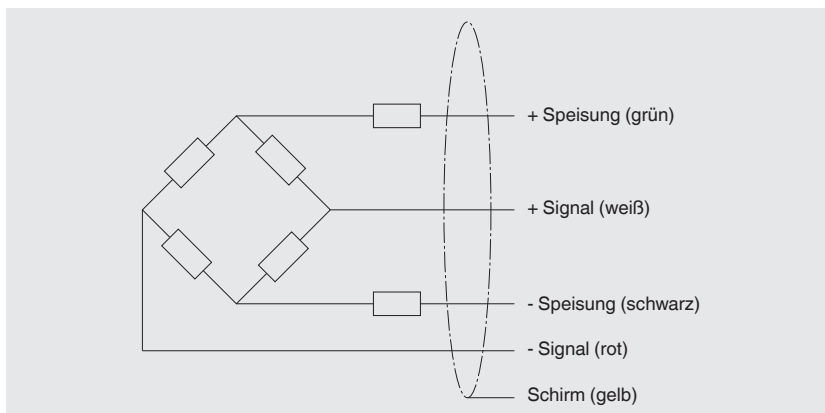 + Speisung (grün)
+ Signal (weiß)
- Speisung (schwarz)
- Signal (rot)
Schirm (gelb)